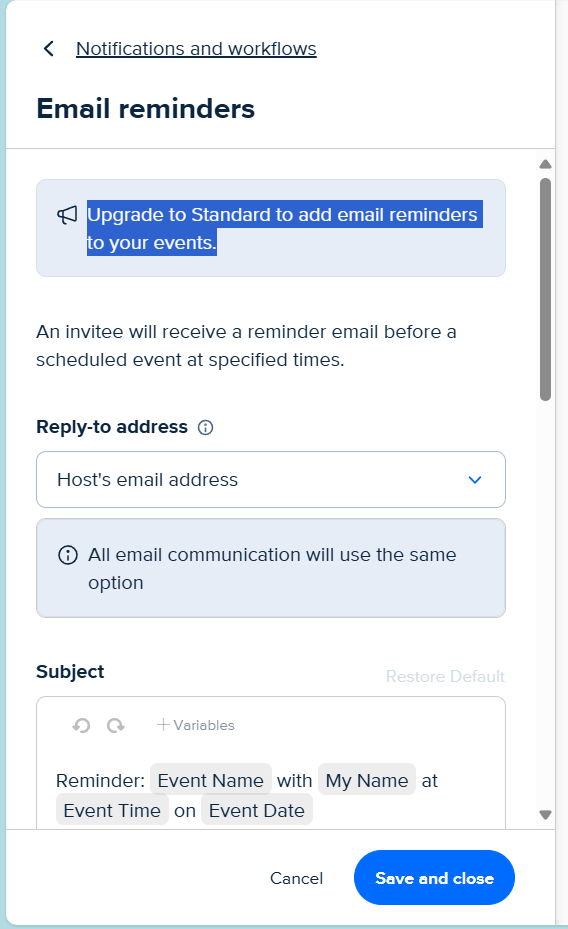 Notifications and workflows
Email reminders
Upgrade to Standard to add email reminders
to your events.
An invitee will receive a reminder email before a
scheduled event at specified times.
Reply-to address
Host's email address
All email communication will use the same
option
Subject
Restore Default
+ Variables
Reminder: Event Name with My Name at
Event Time on Event Date
Cancel
Save and close